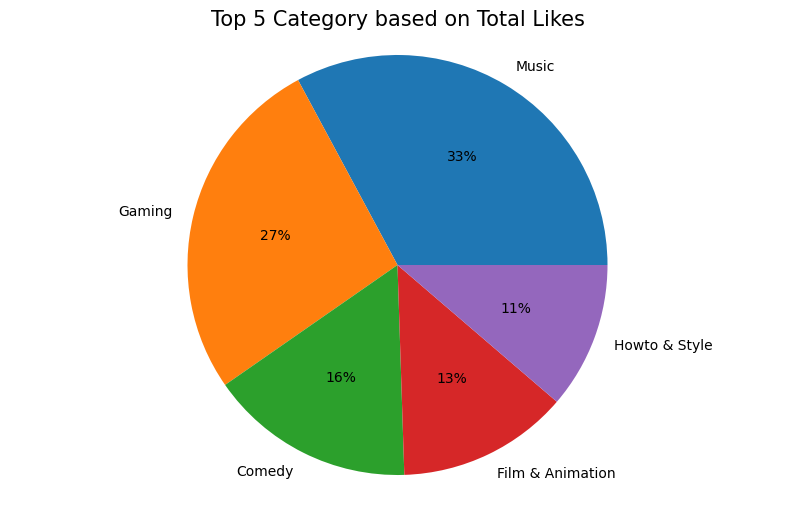 Top 5 Category based on Total Likes
Music
33%
Gaming
27%
11%
Howto & Style
16%
13%
Comedy
Film & Animation